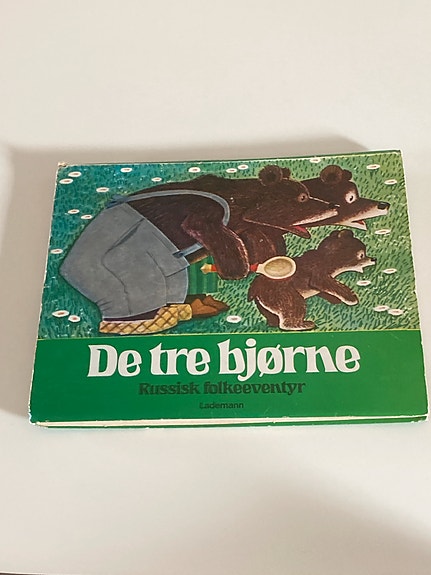 De tre bjørne
Russisk folkeeventyr
Lademann